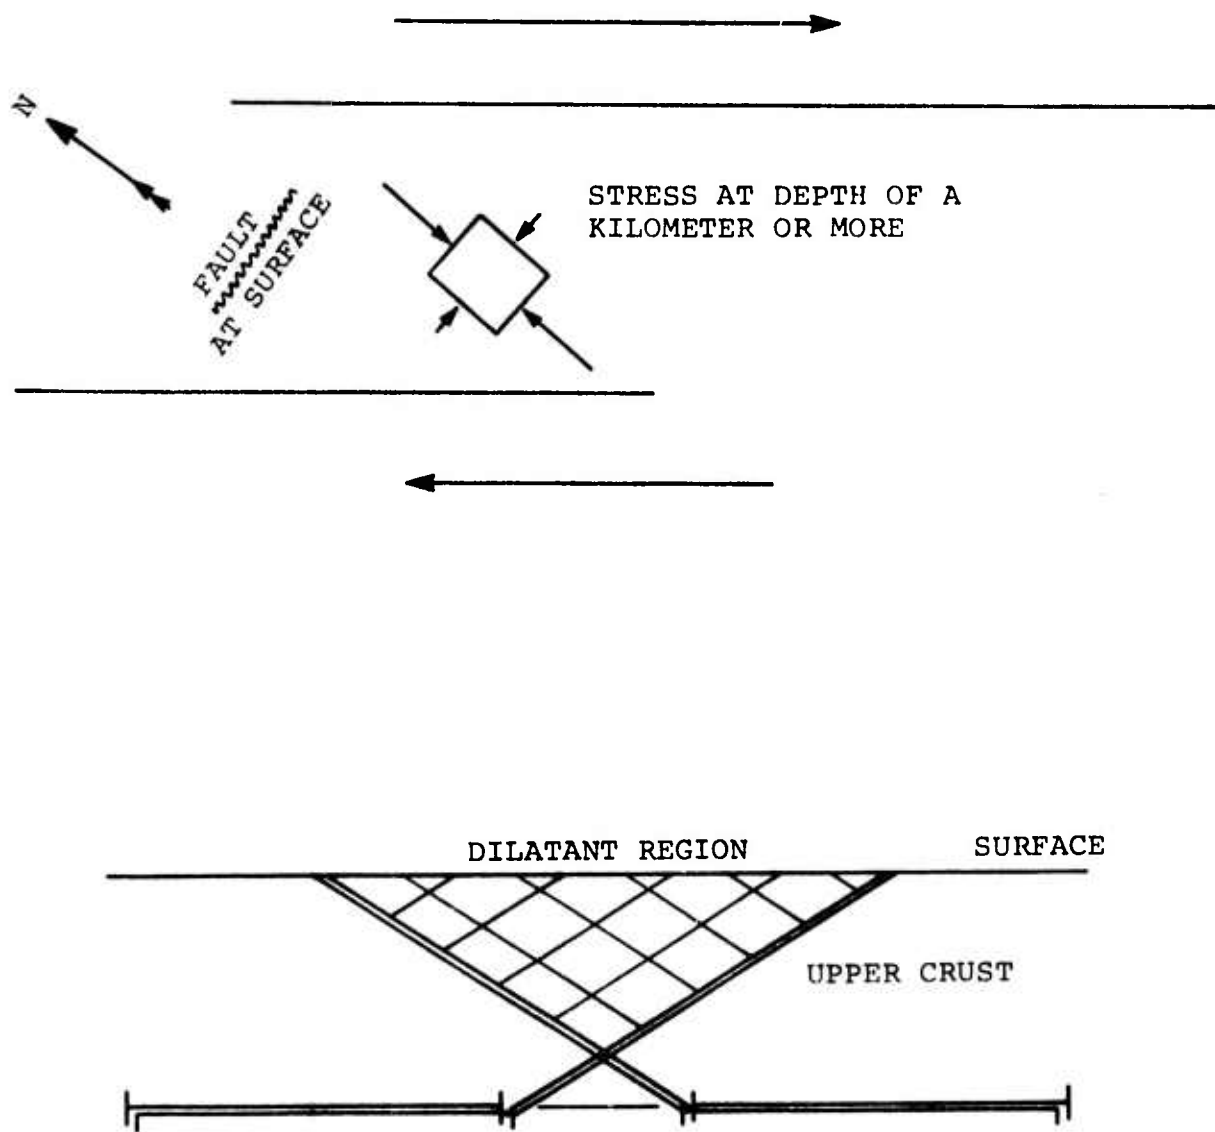 N
FAULT
AT SURFACE
STRESS AT DEPTH OF A
KILOMETER OR MORE
DILATANT REGION
SURFACE
UPPER CRUST